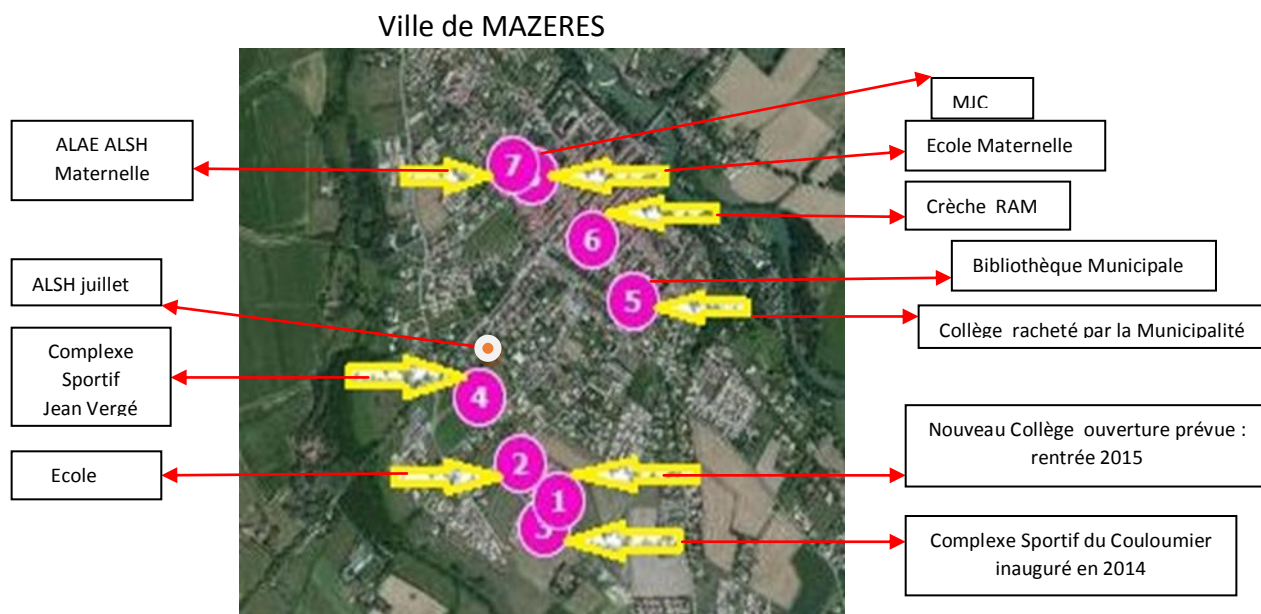 Ville de MAZERES
MJC
ALAE ALSH
Maternelle
Ecole Maternelle
7
Crèche RAM
6
Bibliothèque Municipale
ALSH juillet
5
Collège racheté par la Municipalité
Complexe
Sportif
Jean Vergé
4
Nouveau Collège ouverture prévue :
rentrée 2015
Ecole
2
1
3
Complexe Sportif du Couloumier
inauguré en 2014